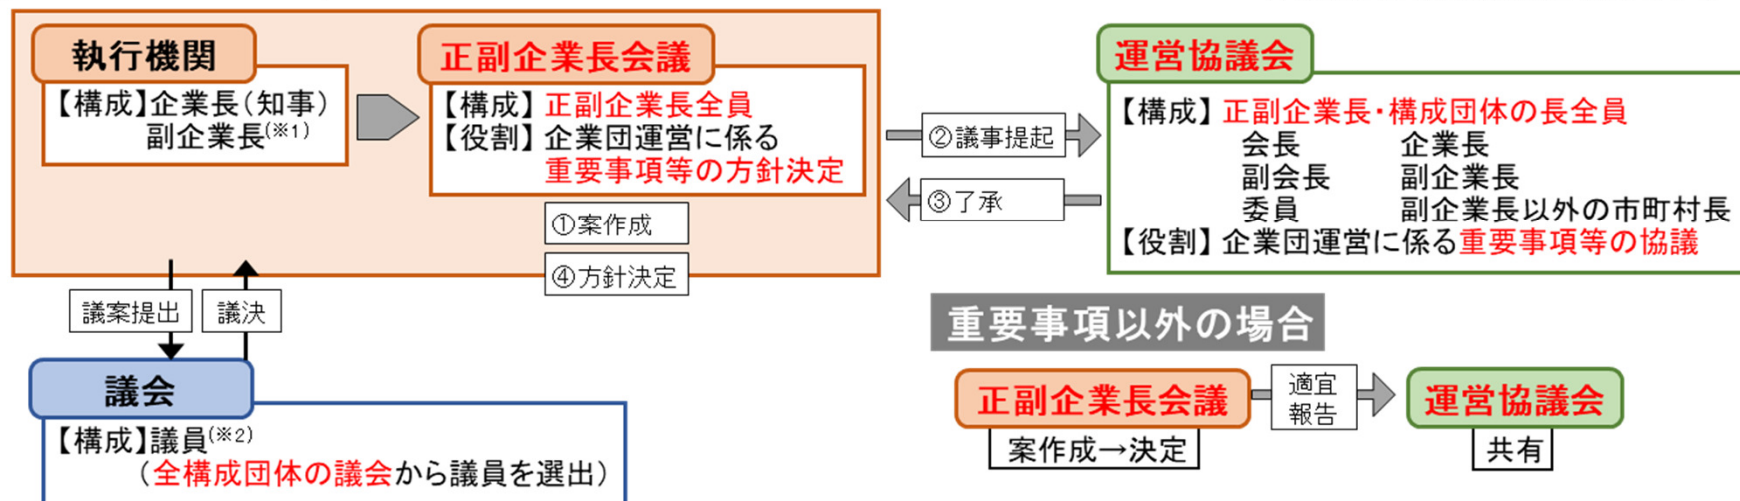 執行機関
【構成】企業長(知事)
副企業長(※1)
正副企業長会議
【構成】正副企業長全員
【役割】企業団運営に係る
重要事項等の方針決定
①案作成
④方針決定
②議事提起
③了承
運営協議会
【構成】正副企業長・構成団体の長全員
会長 企業長
副会長 副企業長
委員 副企業長以外の市町村長
【役割】企業団運営に係る重要事項等の協議
議案提出
議決
議会
【構成】議員(※2)
(全構成団体の議会から議員を選出)
重要事項以外の場合
正副企業長会議
案作成→決定
適宜
報告
運営協議会
共有